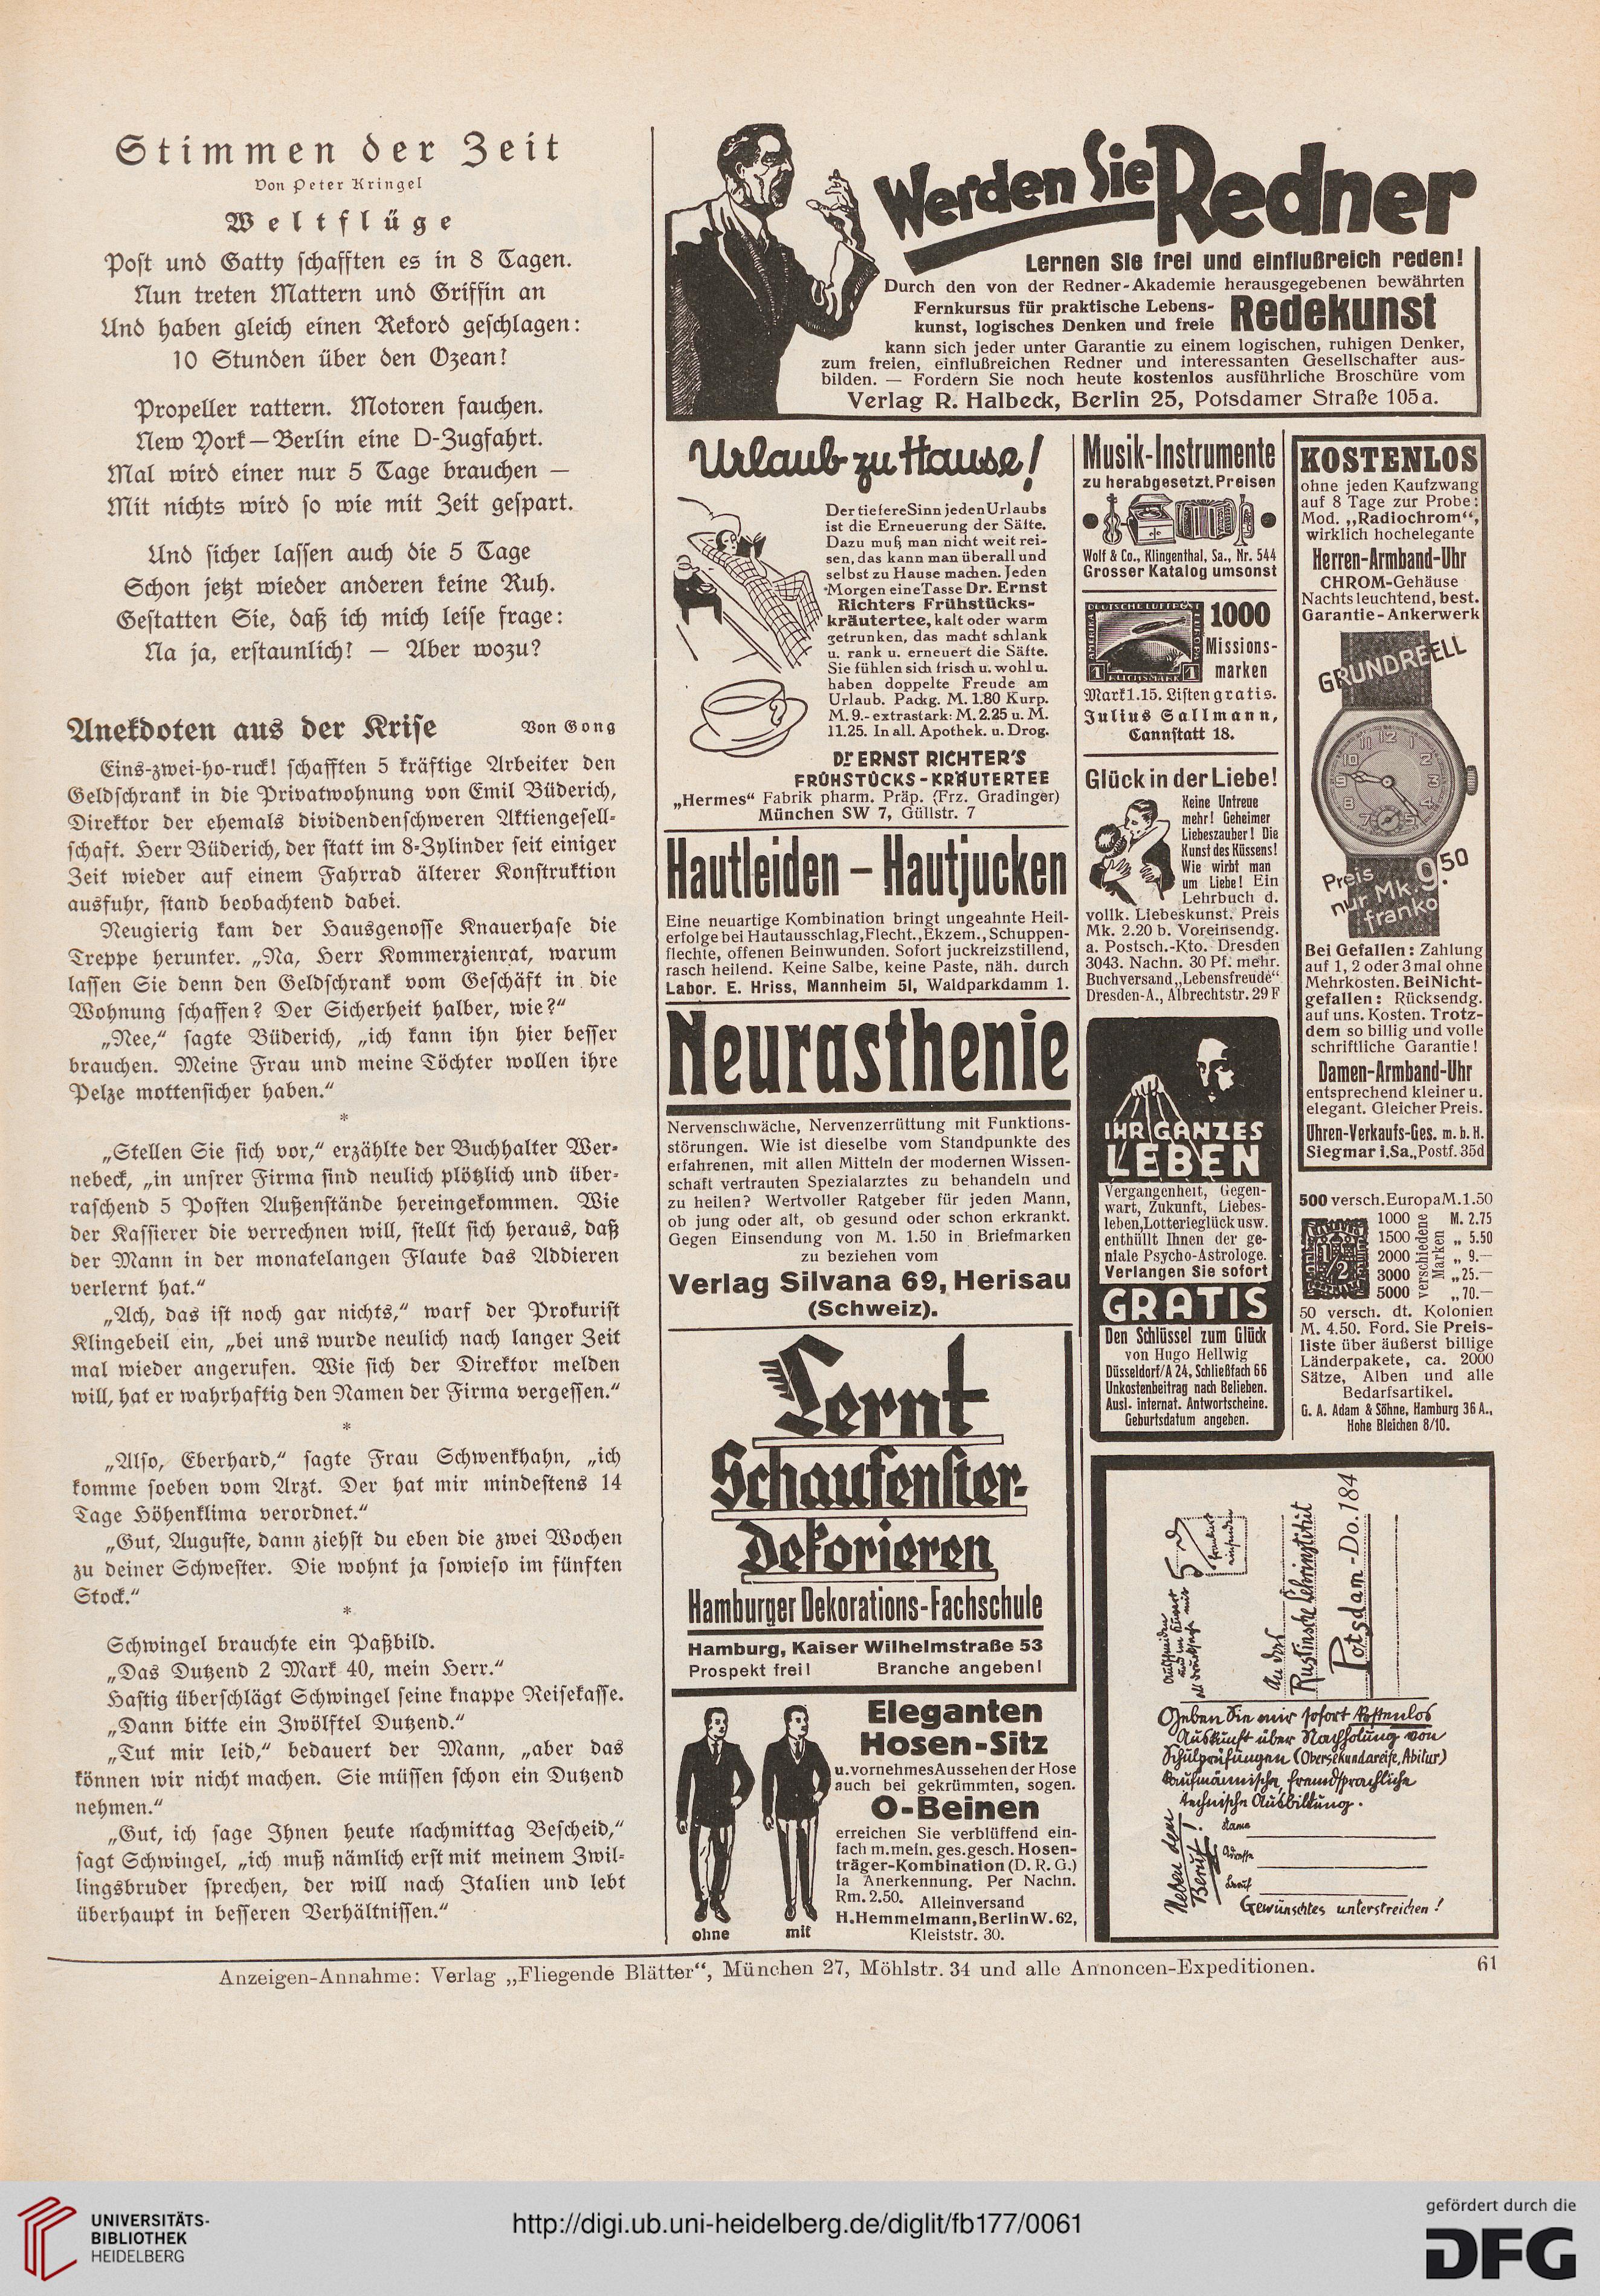 Stimmen der Zeit
Von Peter Kringel
Weltflüge
Post und Gatty schafften es in 8 Tagen.
Nun treten Mattern und Griffin an
Und haben gleich einen Rekord geschlagen:
10 Stunden über den Ozean!
Propeller rattern. Motoren fauchen.
New York—Berlin eine D-Zugfahrt.
Mal wird einer nur 5 Tage brauchen —
Mit nichts wird so wie mit Zeit gespart.
Und sicher lassen auch die 5 Tage
Schon jetzt wieder anderen keine Ruh.
Gestatten Sie, daß ich mich leise frage:
Na ja, erstaunlich! — Aber wozu?
Anekdoten aus der Krise Von Gong
Eins-zwei-ho-ruck! schafften 5 kräftige Arbeiter den
Geldschrank in die Privatwohnung von Emil Büderich,
Direktor der ehemals dividendenschweren Aktiengesell-
schaft. Herr Büderich, der statt im 8-Zylinder seit einiger
Zeit wieder auf einem Fahrrad älterer Konstruktion
ausfuhr, stand beobachtend dabei.
Neugierig kam der Hausgenosse Knauerhase die
Treppe herunter. „Na, Herr Kommerzienrat, warum
lassen Sie denn den Geldschrank vom Geschäft in die
Wohnung schaffen? Der Sicherheit halber, wie?“
„Nee,“ sagte Büderich, „ich kann ihn hier besser
brauchen. Meine Frau und meine Töchter wollen ihre
Pelze mottensicher haben.“
*
„Stellen Sie sich vor,“ erzählte der Buchhalter Wer-
nebeck, „in unsrer Firma sind neulich plötzlich und über-
raschend 5 Posten Außenstände hereingekommen. Wie
der Kassierer die verrechnen will, stellt sich heraus, daß
der Mann in der monatelangen Flaute das Addieren
verlernt hat.“
„Ach, das ist noch gar nichts,“ warf der Prokurist
Klingebeil ein, „bei uns wurde neulich nach langer Zeit
mal wieder angerufen. Wie sich der Direktor melden
will, hat er wahrhaftig den Namen der Firma vergessen.“
*
„Also, Eberhard,“ sagte Frau Schwenkhahn, „ich
komme soeben vom Arzt. Der hat mir mindestens 14
Tage Höhenklima verordnet.“
„Gut, Auguste, dann ziehst du eben die zwei Wochen
zu deiner Schwester. Die wohnt ja sowieso im fünften
Stock.“
*
Schwingel brauchte ein Paßbild.
„Das Dutzend 2 Mark 40, mein Herr.“
Hastig überschlägt Schwingel seine knappe Reisekasse.
„Dann bitte ein Zwölftel Dutzend.“
„Tut mir leid,“ bedauert der Mann, „aber das
können wir nicht machen. Sie müssen schon ein Dutzend
nehmen.“
„Gut, ich sage Ihnen heute nachmittag Bescheid,“
sagt Schwingel, „ich muß nämlich erst mit meinem Zwil-
lingsbruder sprechen, der will nach Italien und lebt
überhaupt in besseren Verhältnissen.“
Werden Sie Redner
Lernen Sie frei und einflußreich reden!
Durch den von der Redner-Akademie herausgegebenen bewährten
Fernkursus für praktische Lebens-
kunst, logisches Denken und freie Redekunst
kann sich jeder unter Garantie zu einem logischen, ruhigen Denker,
zum freien, einflußreichen Redner und interessanten Gesellschafter aus-
bilden. — Fordern Sie noch heute kostenlos ausführliche Broschüre vom
Verlag R. Halbeck, Berlin 25, Potsdamer Straße 105a.
Urlaub zu Hause!
Der tiefere Sinn jeden Urlaubs
ist die Erneuerung der Säfte.
Dazu muß man nicht weit rei-
sen, das kann man überall und
selbst zu Hause machen. Jeden
Morgen eine Tasse Dr. Ernst
Richters Frühstücks-
kräutertee, kalt oder warm
getrunken, das macht schlank
u. rank u. erneuert die Säfte.
Sie fühlen sich frisch u. wohl u.
haben doppelte Freude am
Urlaub. Packg. M. 1.80 Kurp.
M. 9.- extrastark: M. 2.25 u. M.
11.25. In all. Apothek. u. Drog.
Dr. ERNST RICHTER'S
FRÜHSTÜCKS-KRÄUTERTEE
„Hermes“ Fabrik pharm. Präp. (Frz. Gradinger)
München SW 7, Güllstr. 7
Hautleiden – Hautjucken
Eine neuartige Kombination bringt ungeahnte Heil-
erfolge bei Hautausschlag, Flecht., Ekzem., Schuppen-
flechte, offenen Beinwunden. Sofort juckreizstillend,
rasch heilend. Keine Salbe, keine Paste, näh. durch
Labor. E. Hriss, Mannheim 51, Waldparkdamm 1.
Neurasthenie
Nervenschwäche, Nervenzerrüttung mit Funktions-
störungen. Wie ist dieselbe vom Standpunkte des
erfahrenen, mit allen Mitteln der modernen Wissen-
schaft vertrauten Spezialarztes zu behandeln und
zu heilen? Wertvoller Ratgeber für jeden Mann,
ob jung oder alt, ob gesund oder schon erkrankt.
Gegen Einsendung von M. 1.50 in Briefmarken
zu beziehen vom
Verlag Silvana 69, Herisau
(Schweiz).
Lernt
Schaufenster-
Dekorieren
Hamburger Dekorations-Fachschule
Hamburg, Kaiser Wilhelmstraße 53
Prospekt frei! Branche angeben!
Eleganten
Hosen-Sitz
u. vornehmes Aussehen der Hose
auch bei gekrümmten, sogen.
O-Beinen
erreichen Sie verblüffend ein-
fach m. mein. ges. gesch. Hosen-
träger-Kombination (D. R. G.)
la Anerkennung. Per Nachn.
Rm. 2.50. Alleinversand
H. Hemmelmann, Berlin W. 62,
Kleiststr. 30.
ohne mit
Musik-Instrumente
zu herabgesetzt. Preisen
Wolf & Co., Klingenthal, Sa., Nr. 544
Grosser Katalog umsonst
DEUTSCHE LUFTPOST
1 REICHSMARK 1
1000
Missions-
marken
Mark 1.15. Listen gratis.
Julius Sallmann,
Cannstatt 18.
Glück in der Liebe!
Keine Untreue
mehr! Geheimer
Liebeszauber! Die
Kunst des Küssens!
Wie wirbt man
um Liebe! Ein
Lehrbuch d.
vollk. Liebeskunst. Preis
Mk. 2.20 b. Voreinsendg.
a. Postsch.-Kto. Dresden
3043. Nachn. 30 Pf. mehr.
Buchversand „Lebensfreude“
Dresden-A., Albrechtstr. 29 F
IHR GANZES
LEBEN
Vergangenheit, Gegen-
wart, Zukunft, Liebes-
leben, Lotterieglück usw.
enthüllt Ihnen der ge-
niale Psycho-Astrologe.
Verlangen Sie sofort
GRATIS
Den Schlüssel zum Glück
von Hugo Hellwig
Düsseldorf/A 24, Schließfach 66
Unkostenbeitrag nach Belieben.
Ausl. internat. Antwortscheine.
Geburtsdatum angeben.
KOSTENLOS
ohne jeden Kaufzwang
auf 8 Tage zur Probe:
Mod. „Radiochrom“,
wirklich hochelegante
Herren-Armband-Uhr
CHROM-Gehäuse
Nachts leuchtend, best.
Garantie-Ankerwerk
GRUNDREELL
Preis
nur Mk. 9.50
franko
Bei Gefallen: Zahlung
auf 1, 2 oder 3 mal ohne
Mehrkosten. Bei Nicht-
gefallen: Rücksendg.
auf uns. Kosten. Trotz-
dem so billig und volle
schriftliche Garantie!
Damen-Armband-Uhr
entsprechend kleiner u.
elegant. Gleicher Preis.
Uhren-Verkaufs-Ges. m. b. H.
Siegmar i. Sa., Postf. 35d
500 versch. Europa M. 1.50
1000 M. 2.75
1500 „ 5.50
2000 „ 9.—
3000 „ 25.—
5000 „ 70.—
verschiedene Marken
50 versch. dt. Kolonien
M. 4.50. Ford. Sie Preis-
liste über äußerst billige
Länderpakete, ca. 2000
Sätze, Alben und alle
Bedarfsartikel.
G. A. Adam & Söhne, Hamburg 36 A.,
Hohe Bleichen 8/10.
An das
Rustinsche Lehrinstitut
Potsdam-Do. 184
Geben Sie mir sofort kostenlos
Auskunft über Nachholung von
Schulprüfungen (Obersekundareife, Abitur)
kaufmännische, fremdsprachliche
technische Ausbildung.
Neben dem
Beruf!
Name
Adresse
Beruf
Gewünschtes unterstreichen!
Anzeigen-Annahme: Verlag „Fliegende Blätter“, München 27, Möhlstr. 34 und alle Annoncen-Expeditionen.
61
UNIVERSITÄTS-
BIBLIOTHEK
HEIDELBERG
http://digi.ub.uni-heidelberg.de/diglit/fb177/0061
gefördert durch die
DFG